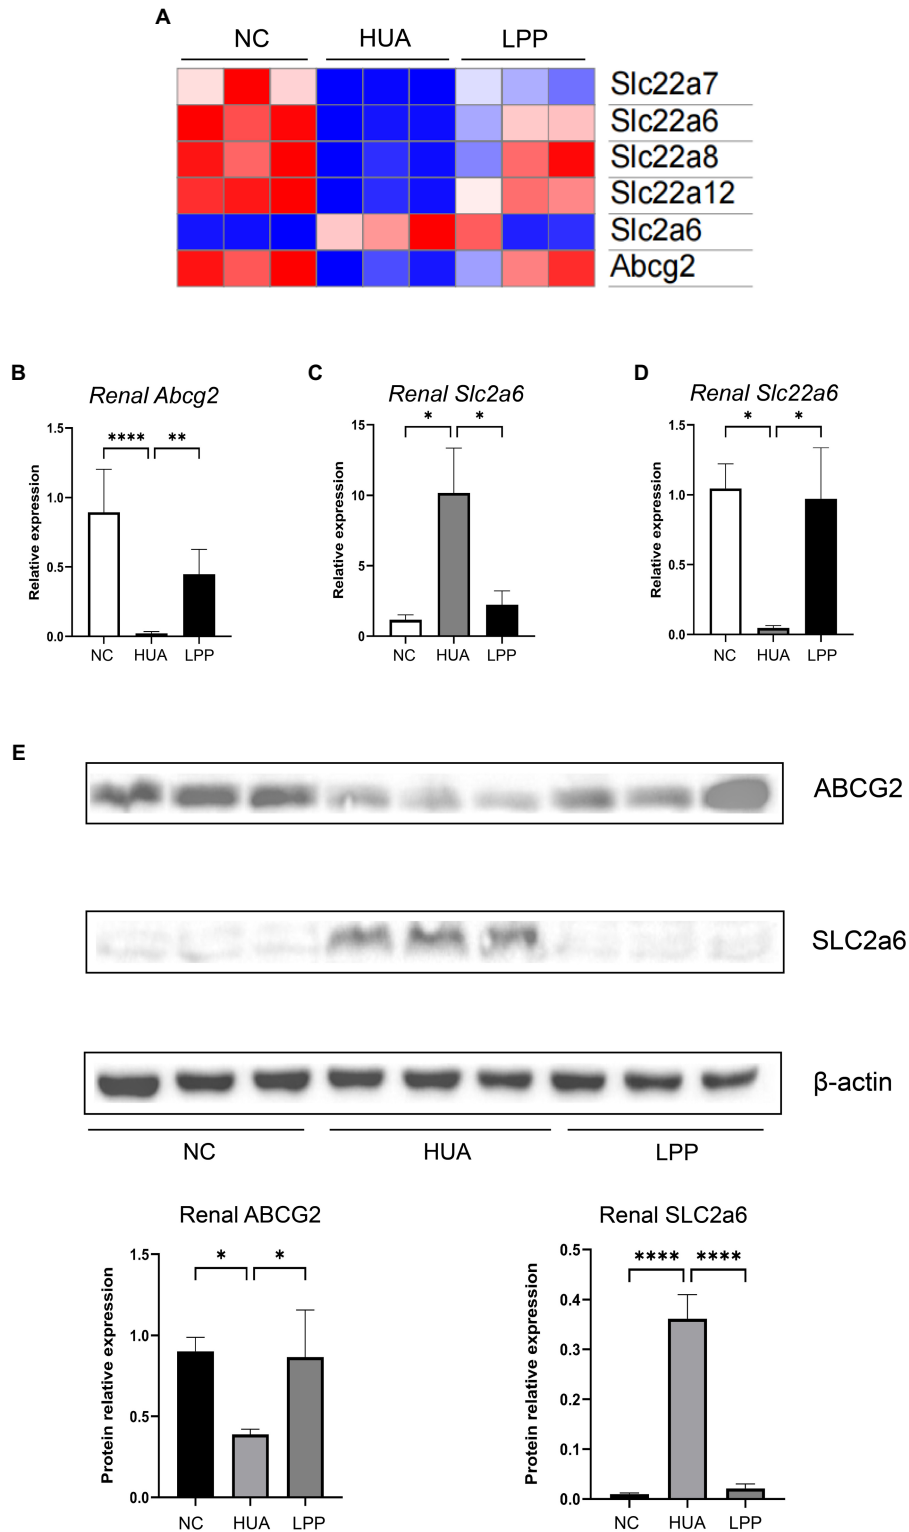 A
NC HUA LPP
Slc22a7
Slc22a6
Slc22a8
Slc22a12
Slc2a6
Abcg2
B
Renal Abcg2
**** **
Relative expression
1.5
1.0
0.5
0.0
NC HUA LPP
C
Renal Slc2a6
* *
Relative expression
15
10
5
0
NC HUA LPP
D
Renal Slc22a6
* *
Relative expression
1.5
1.0
0.5
0.0
NC HUA LPP
E
ABCG2
SLC2a6
β-actin
NC HUA LPP
Renal ABCG2
* *
Protein relative expression
1.5
1.0
0.5
0.0
NC HUA LPP
Renal SLC2a6
**** ****
Protein relative expression
0.5
0.4
0.3
0.2
0.1
0.0
NC HUA LPP